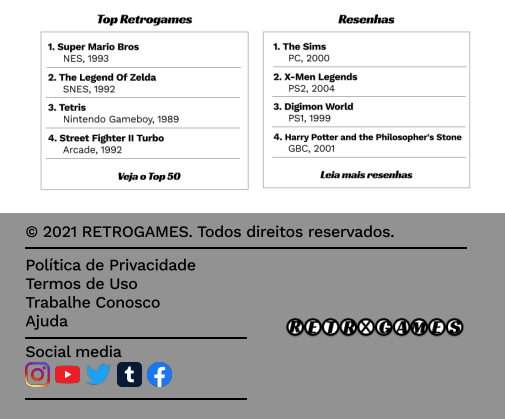 Top Retrogames
1. Super Mario Bros
NES, 1993
2. The Legend Of Zelda
SNES, 1992
3. Tetris
Nintendo Gameboy, 1989
4. Street Fighter II Turbo
Arcade, 1992
Veja o Top 50
Resenhas
1. The Sims
PC, 2000
2. X-Men Legends
PS2, 2004
3. Digimon World
PS1, 1999
4. Harry Potter and the Philosopher's Stone
GBC, 2001
Leia mais resenhas
© 2021 RETROGAMES. Todos direitos reservados.
Política de Privacidade
Termos de Uso
Trabalhe Conosco
Ajuda
Social media
RETROGAMES